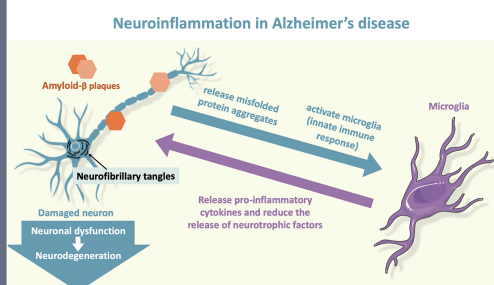 Neuroinflammation in Alzheimer's disease
Amyloid-β plaques
release misfolded
protein aggregates
activate microglia
(innate immune
response)
Microglia
Neurofibrillary tangles
Release pro-inflammatory
cytokines and reduce the
release of neurotrophic factors
Damaged neuron
Neuronal dysfunction
Neurodegeneration